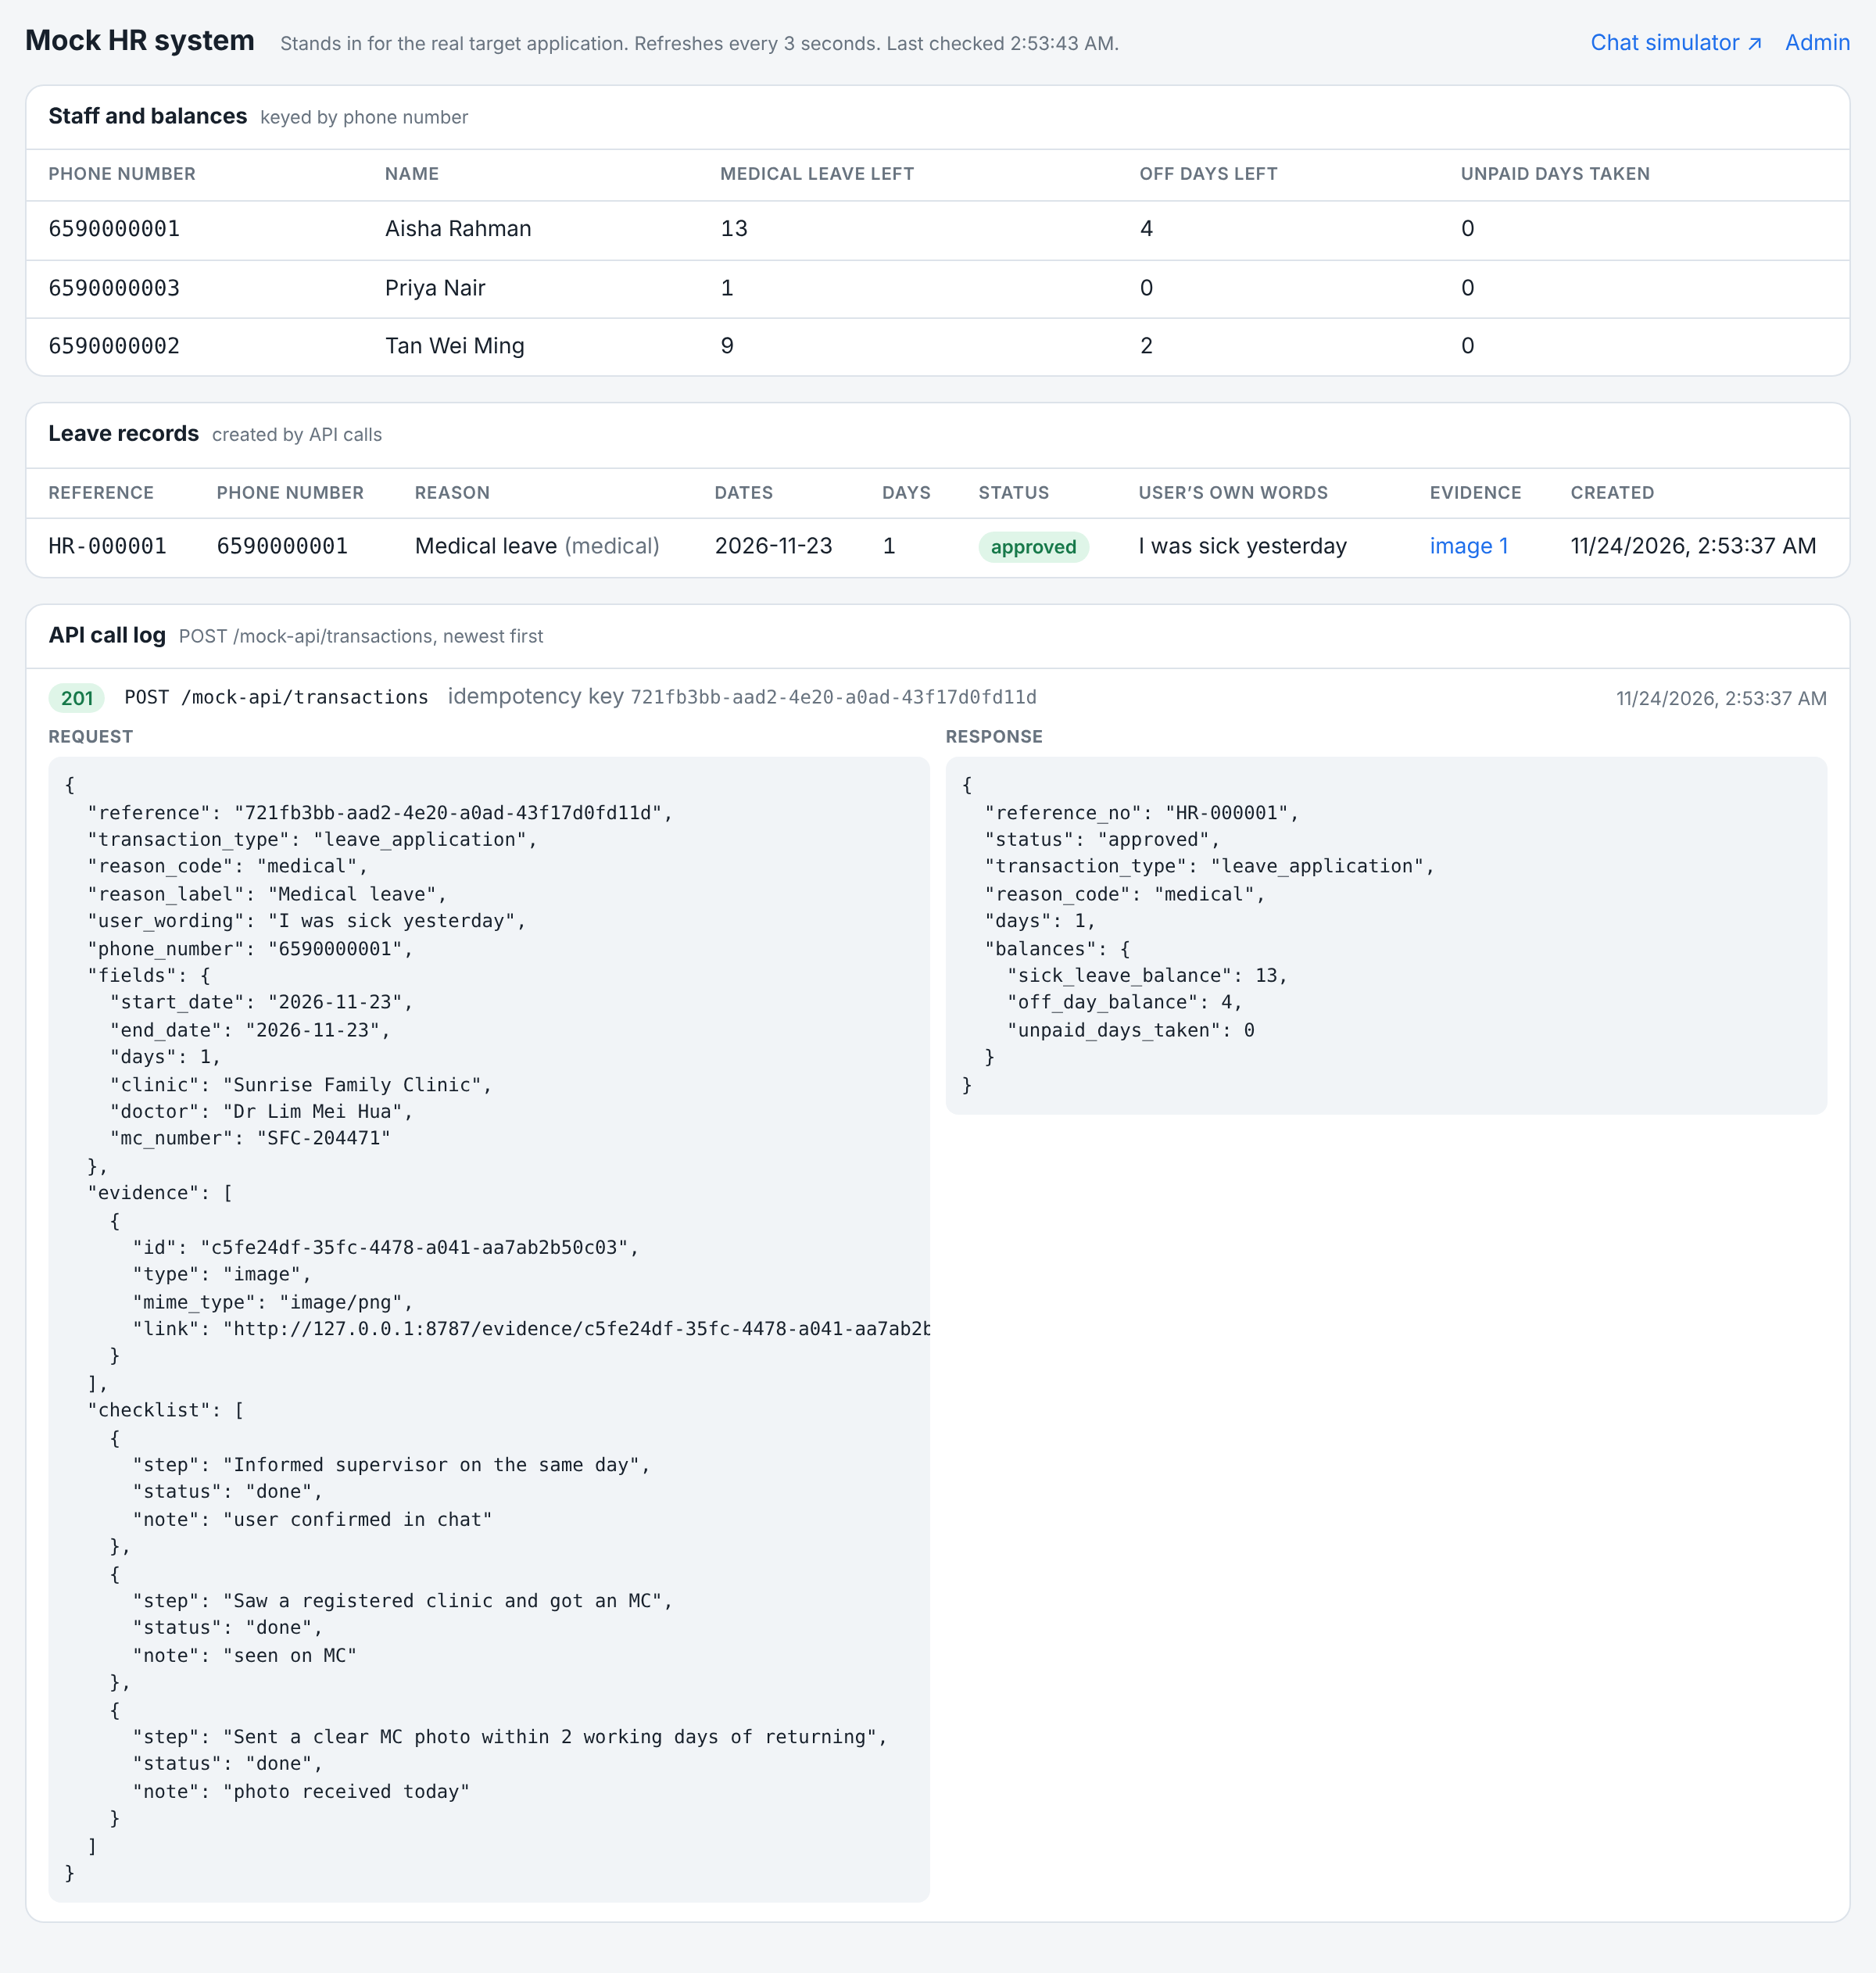 Mock HR system Stands in for the real target application. Refreshes every 3 seconds. Last checked 2:53:43 AM. Chat simulator ↗ Admin
Staff and balances keyed by phone number
PHONE NUMBER NAME MEDICAL LEAVE LEFT OFF DAYS LEFT UNPAID DAYS TAKEN
6590000001 Aisha Rahman 13 4 0
6590000003 Priya Nair 1 0 0
6590000002 Tan Wei Ming 9 2 0
Leave records created by API calls
REFERENCE PHONE NUMBER REASON DATES DAYS STATUS USER’S OWN WORDS EVIDENCE CREATED
HR-000001 6590000001 Medical leave (medical) 2026-11-23 1 approved I was sick yesterday image 1 11/24/2026, 2:53:37 AM
API call log POST /mock-api/transactions, newest first
201 POST /mock-api/transactions idempotency key 721fb3bb-aad2-4e20-a0ad-43f17d0fd11d 11/24/2026, 2:53:37 AM
REQUEST
{
  "reference": "721fb3bb-aad2-4e20-a0ad-43f17d0fd11d",
  "transaction_type": "leave_application",
  "reason_code": "medical",
  "reason_label": "Medical leave",
  "user_wording": "I was sick yesterday",
  "phone_number": "6590000001",
  "fields": {
    "start_date": "2026-11-23",
    "end_date": "2026-11-23",
    "days": 1,
    "clinic": "Sunrise Family Clinic",
    "doctor": "Dr Lim Mei Hua",
    "mc_number": "SFC-204471"
  },
  "evidence": [
    {
      "id": "c5fe24df-35fc-4478-a041-aa7ab2b50c03",
      "type": "image",
      "mime_type": "image/png",
      "link": "http://127.0.0.1:8787/evidence/c5fe24df-35fc-4478-a041-aa7ab2b
    }
  ],
  "checklist": [
    {
      "step": "Informed supervisor on the same day",
      "status": "done",
      "note": "user confirmed in chat"
    },
    {
      "step": "Saw a registered clinic and got an MC",
      "status": "done",
      "note": "seen on MC"
    },
    {
      "step": "Sent a clear MC photo within 2 working days of returning",
      "status": "done",
      "note": "photo received today"
    }
  ]
}
RESPONSE
{
  "reference_no": "HR-000001",
  "status": "approved",
  "transaction_type": "leave_application",
  "reason_code": "medical",
  "days": 1,
  "balances": {
    "sick_leave_balance": 13,
    "off_day_balance": 4,
    "unpaid_days_taken": 0
  }
}